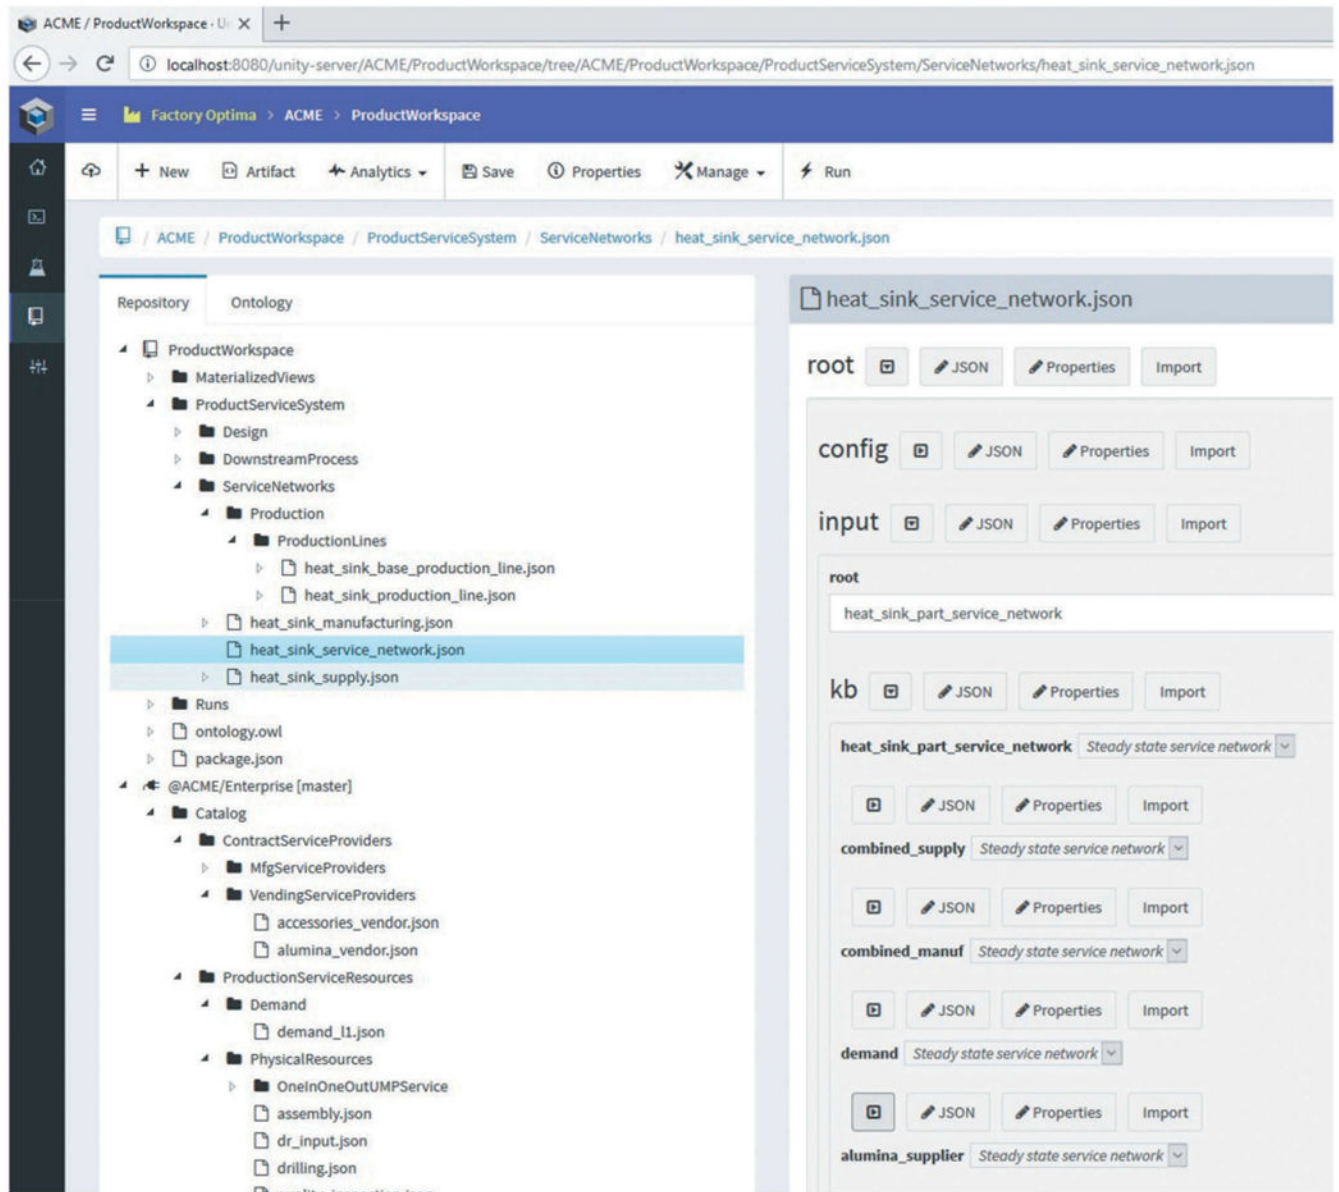 ACME / ProductWorkspace · U
localhost:8080/unity-server/ACME/ProductWorkspace/tree/ACME/ProductWorkspace/ProductServiceSystem/ServiceNetworks/heat_sink_service_network.json
Factory Optima > ACME > ProductWorkspace
New Artifact Analytics Save Properties Manage Run
/ ACME / ProductWorkspace / ProductServiceSystem / ServiceNetworks / heat_sink_service_network.json
Repository Ontology
ProductWorkspace
MaterializedViews
ProductServiceSystem
Design
DownstreamProcess
ServiceNetworks
Production
ProductionLines
heat_sink_base_production_line.json
heat_sink_production_line.json
heat_sink_manufacturing.json
heat_sink_service_network.json
heat_sink_supply.json
Runs
ontology.owl
package.json
@ACME/Enterprise [master]
Catalog
ContractServiceProviders
MfgServiceProviders
VendingServiceProviders
accessories_vendor.json
alumina_vendor.json
ProductionServiceResources
Demand
demand_l1.json
PhysicalResources
OneInOneOutUMPService
assembly.json
dr_input.json
drilling.json
heat_sink_service_network.json
root JSON Properties Import
config JSON Properties Import
input JSON Properties Import
root
heat_sink_part_service_network
kb JSON Properties Import
heat_sink_part_service_network Steady state service network
JSON Properties Import
combined_supply Steady state service network
JSON Properties Import
combined_manuf Steady state service network
JSON Properties Import
demand Steady state service network
JSON Properties Import
alumina_supplier Steady state service network